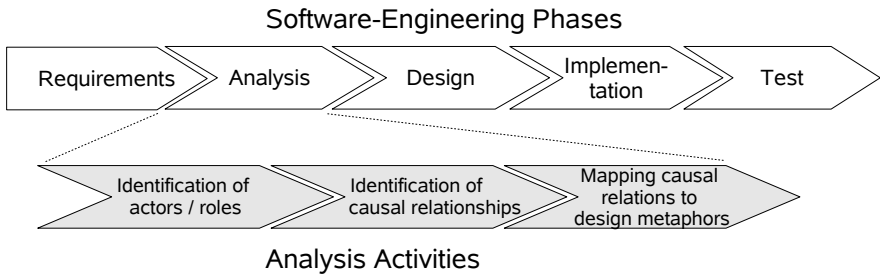 Software-Engineering Phases
Requirements
Analysis
Design
Implemen-
tation
Test
Identification of
actors / roles
Identification of
causal relationships
Mapping causal
relations to
design metaphors
Analysis Activities